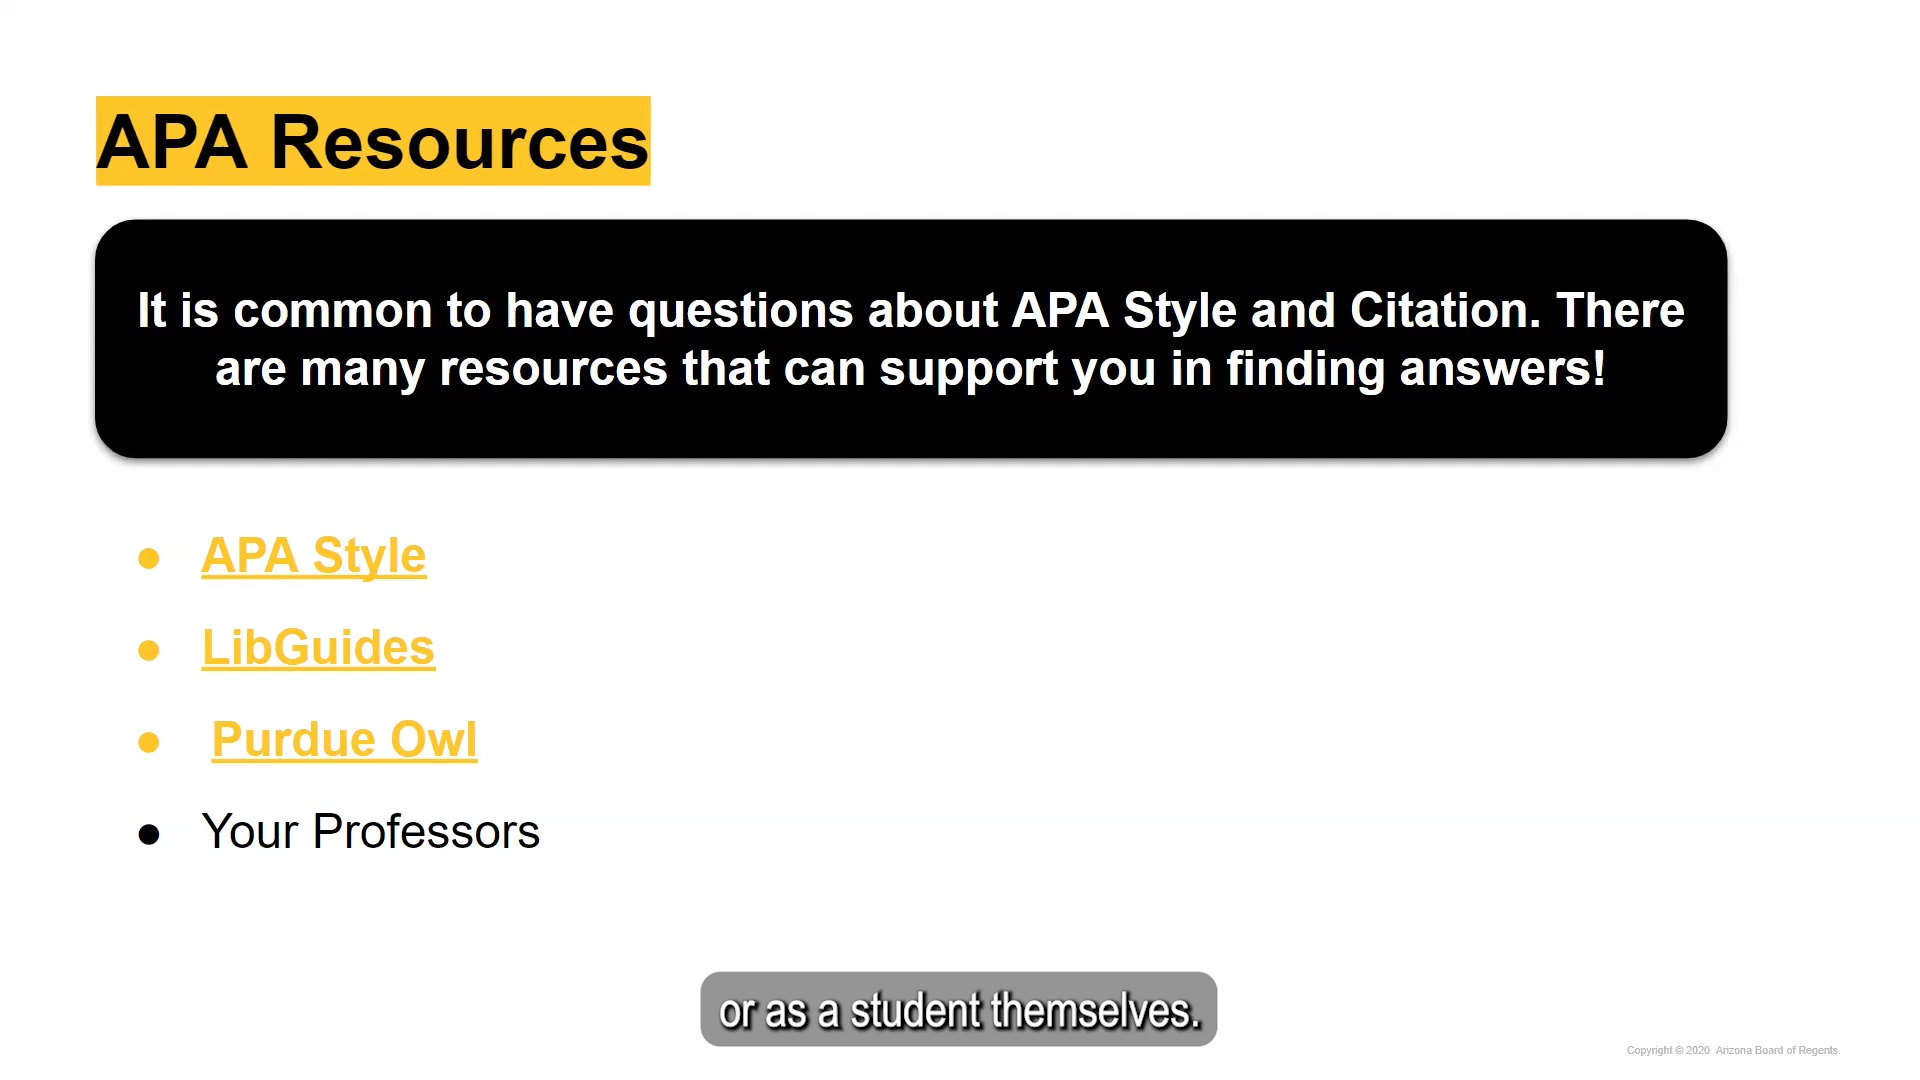 APA Resources
It is common to have questions about APA Style and Citation. There
are many resources that can support you in finding answers!
● APA Style
● LibGuides
● Purdue Owl
● Your Professors
or as a student themselves.
Copyright © 2020 Arizona Board of Regents.